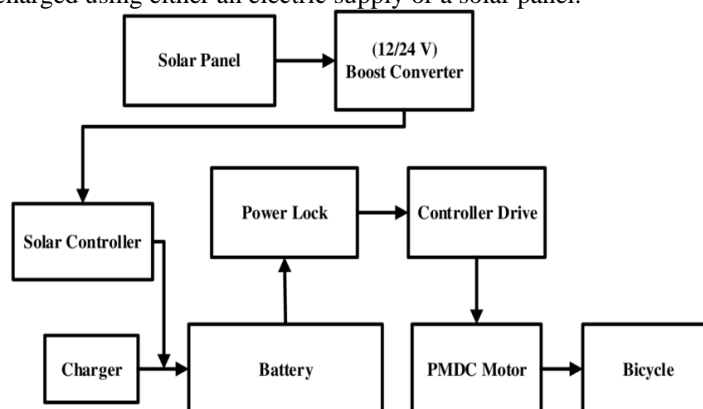 charged using either an electric supply or a solar panel.
Solar Panel
(12/24 V)
Boost Converter
Power Lock
Controller Drive
Solar Controller
Charger
Battery
PMDC Motor
Bicycle